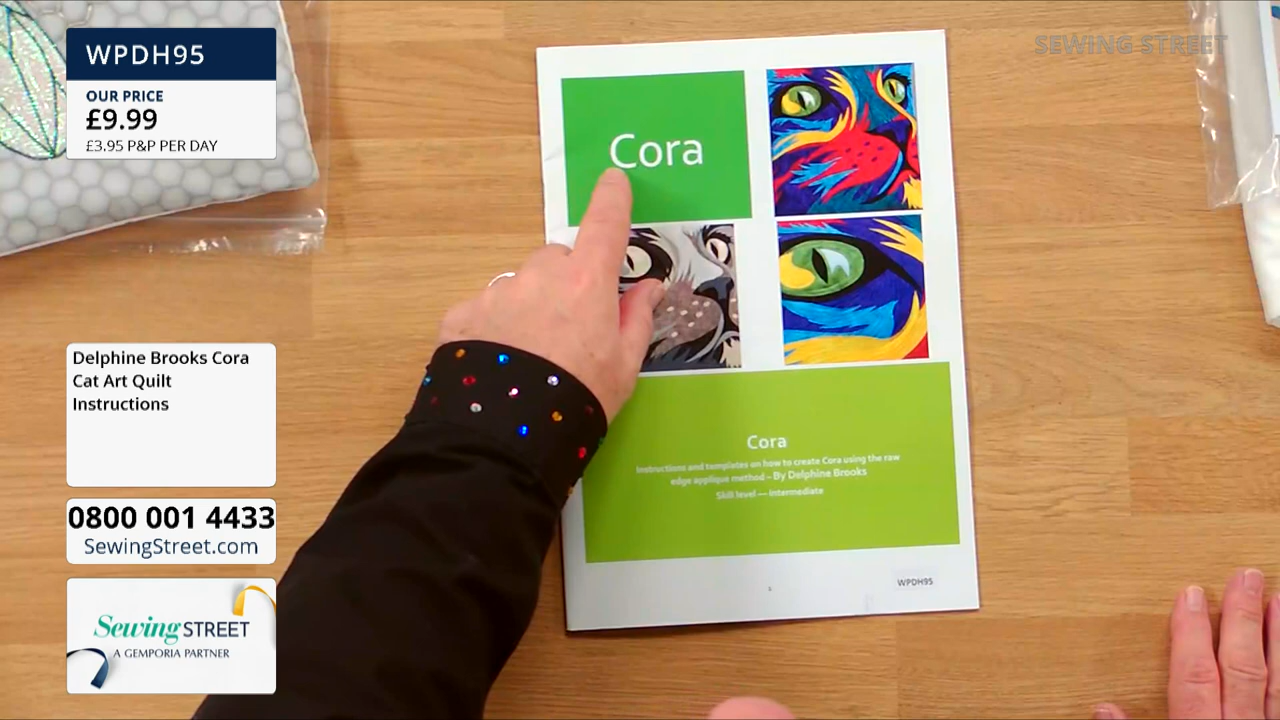 WPDH95
OUR PRICE
£9.99
£3.95 P&P PER DAY
SEWING STREET
Cora
Cora
Instructions and templates on how to create Cora using the raw
edge applique method - By Delphine Brooks
Skill level — Intermediate
WPDH95
Delphine Brooks Cora
Cat Art Quilt
Instructions
0800 001 4433
SewingStreet.com
Sewing STREET
A GEMPORIA PARTNER